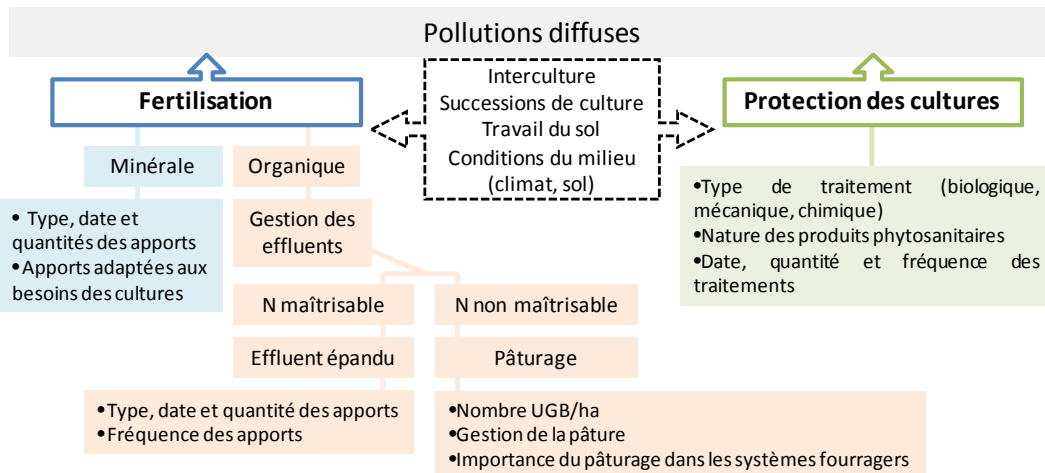 Pollutions diffuses
Fertilisation
Interculture
Successions de culture
Travail du sol
Conditions du milieu
(climat, sol)
Protection des cultures
Minérale
Organique
• Type, date et
quantités des apports
•Apports adaptées aux
besoins des cultures
Gestion des
effluents
•Type de traitement (biologique,
mécanique, chimique)
•Nature des produits phytosanitaires
•Date, quantité et fréquence des
traitements
N maîtrisable
N non maîtrisable
Effluent épandu
Pâturage
•Type, date et quantité des apports
•Fréquence des apports
•Nombre UGB/ha
•Gestion de la pâture
•Importance du pâturage dans les systèmes fourragers